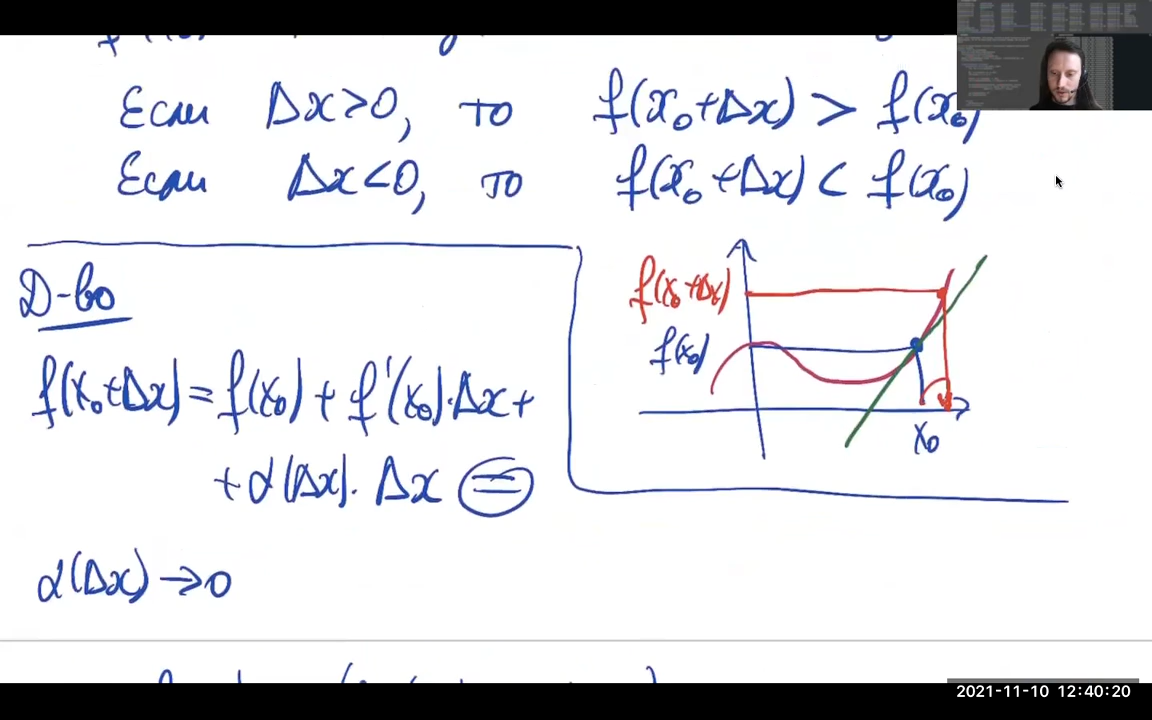 Если Δx>0, то f(x₀+Δx) > f(x₀)
Если Δx<0, то f(x₀+Δx) < f(x₀)
Д-во
f(x₀+Δx) = f(x₀) + f'(x₀)·Δx +
+ α(Δx)· Δx =
α(Δx) → 0
f(x₀+Δx)
f(x₀)
x₀
2021-11-10 12:40:20